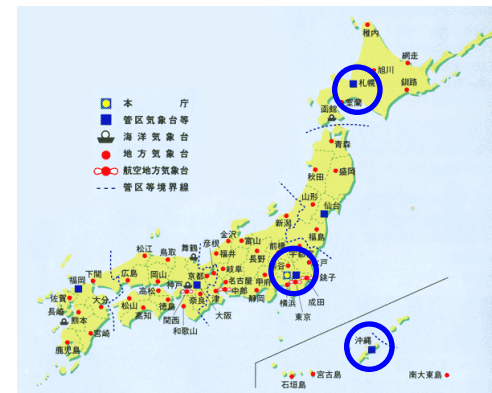 稚内
網走
旭川
札幌
釧路
室蘭
函館
本庁
管区気象台等
海洋気象台
地方気象台
航空地方気象台
管区等境界線
青森
秋田
盛岡
山形
仙台
新潟
福島
金沢
彦根
富山
前橋
松江
鳥取
舞鶴
福井
長野
水戸
下関
広島
岡山
京都
岐阜
福岡
神戸
名古屋
甲府
銚子
佐賀
大分
松山
高松
徳島
奈良
津
中部
静岡
横浜
成田
長崎
熊本
高知
関西
大阪
東京
宮崎
和歌山
鹿児島
沖縄
石垣島
宮古島
南大東島